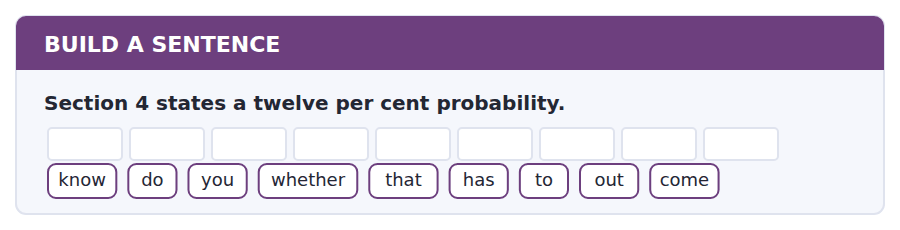 BUILD A SENTENCE
Section 4 states a twelve per cent probability.
know do you whether that has to out come